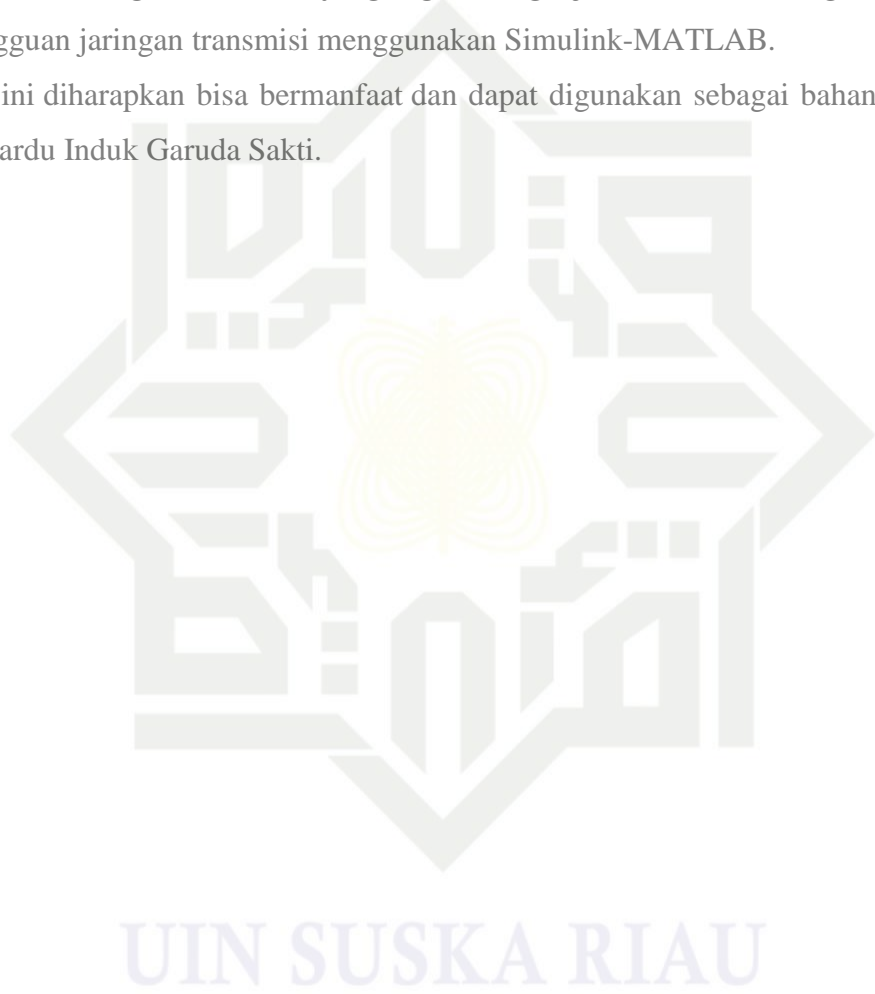 gguan jaringan transmisi menggunakan Simulink-MATLAB.
ini diharapkan bisa bermanfaat dan dapat digunakan sebagai bahan
ardu Induk Garuda Sakti.
UIN SUSKA RIAU